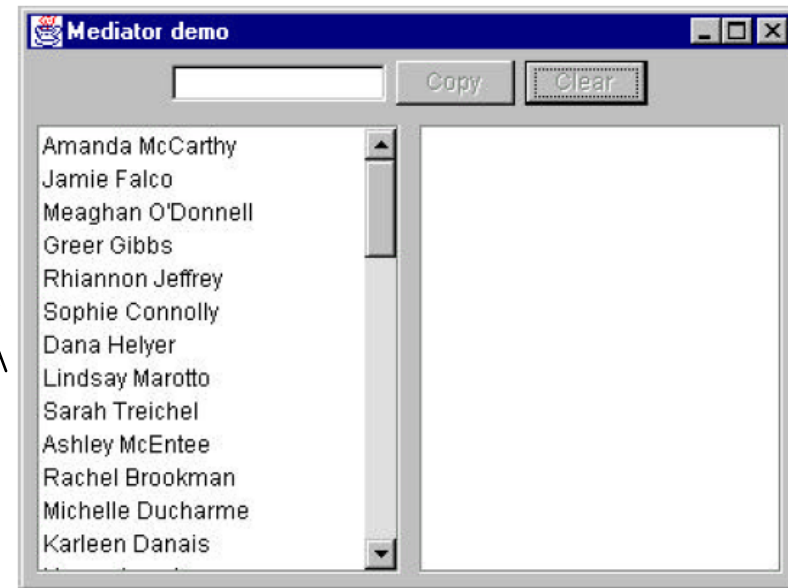 Mediator demo
Copy Clear
Amanda McCarthy
Jamie Falco
Meaghan O'Donnell
Greer Gibbs
Rhiannon Jeffrey
Sophie Connolly
Dana Helyer
Lindsay Marotto
Sarah Treichel
Ashley McEntee
Rachel Brookman
Michelle Ducharme
Karleen Danais